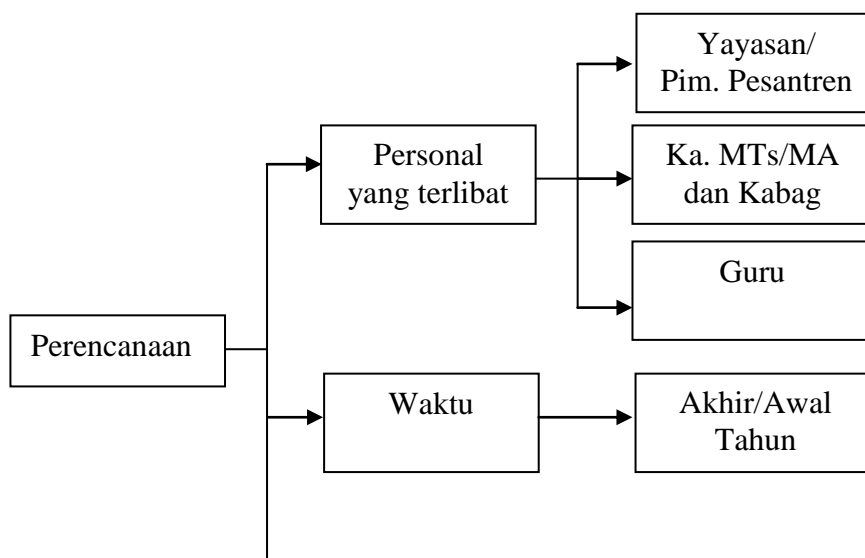 Yayasan/
Pim. Pesantren
Personal
yang terlibat
Ka. MTs/MA
dan Kabag
Guru
Perencanaan
Waktu
Akhir/Awal
Tahun